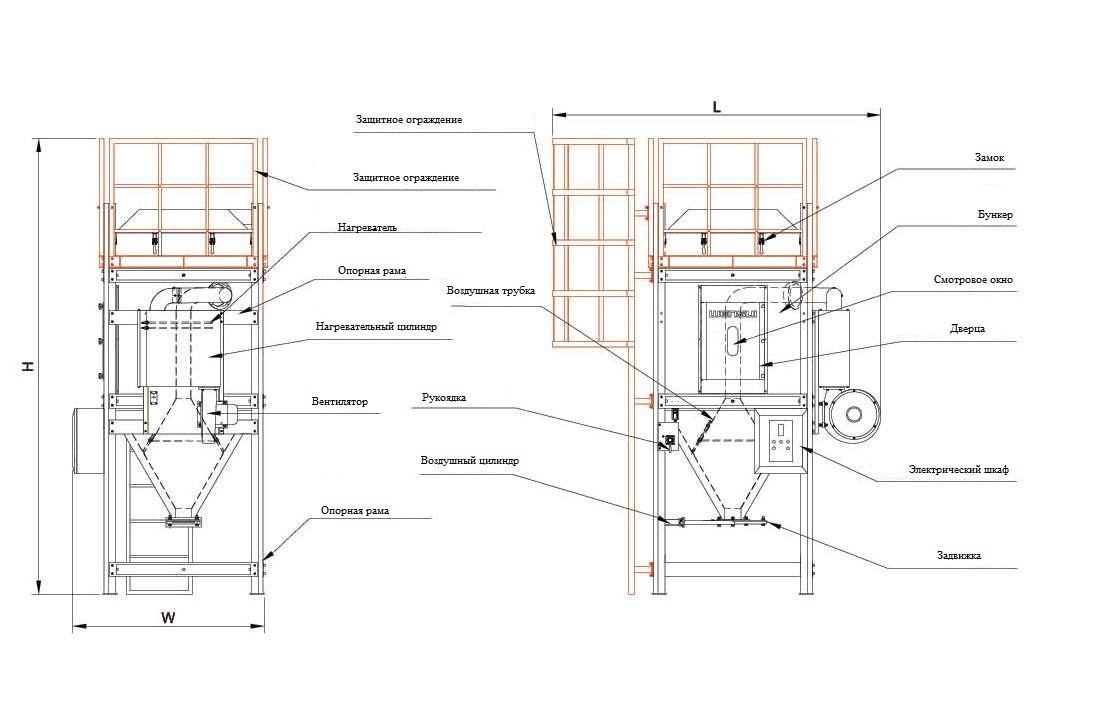 L
Защитное ограждение
Замок
Защитное ограждение
Бункер
Нагреватель
Опорная рама
Смотровое окно
Воздушная трубка
Нагревательный цилиндр
Дверца
H
Рукоядка
Вентилятор
Воздушный цилиндр
Электрический шкаф
Опорная рама
Задвижка
W